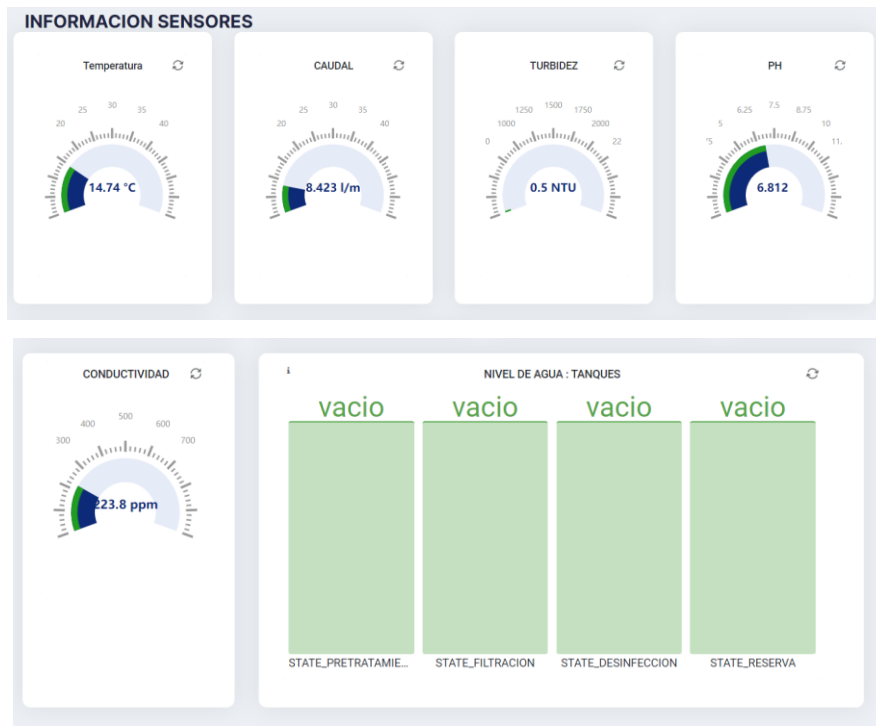 INFORMACION SENSORES
Temperatura
20 25 30 35 40
14.74 °C
CAUDAL
20 25 30 35 40
8.423 l/m
TURBIDEZ
0 1000 1250 1500 1750 2000 22
0.5 NTU
PH
'5 5 6.25 7.5 8.75 10 11.
6.812
CONDUCTIVIDAD
300 400 500 600 700
223.8 ppm
i
NIVEL DE AGUA : TANQUES
vacio vacio vacio vacio
STATE_PRETRATAMIE... STATE_FILTRACION STATE_DESINFECCION STATE_RESERVA